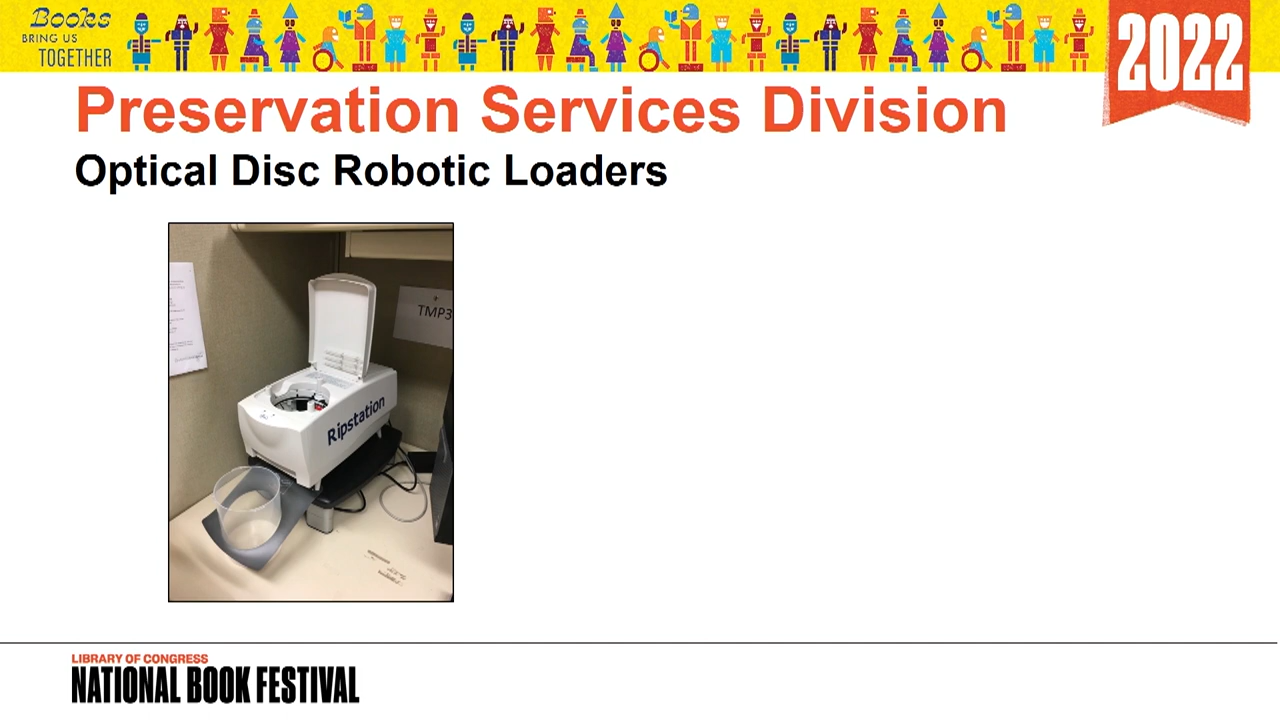 Books
BRING US
TOGETHER
2022
Preservation Services Division
Optical Disc Robotic Loaders
TMP3
Ripstation
LIBRARY OF CONGRESS
NATIONAL BOOK FESTIVAL